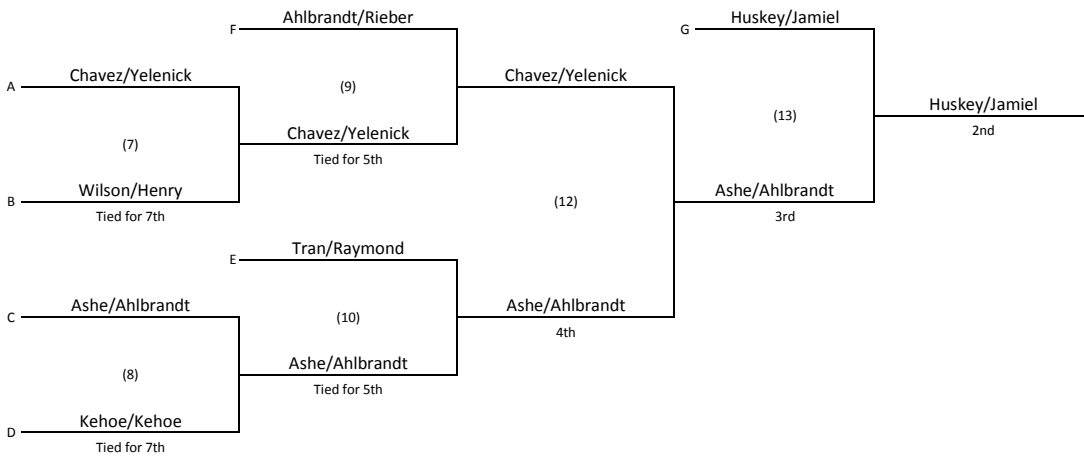 Ahlbrandt/Rieber
Huskey/Jamiel
F
G
Chavez/Yelenick
Chavez/Yelenick
A
(9)
Huskey/Jamiel
(13)
2nd
Chavez/Yelenick
(7)
Tied for 5th
Wilson/Henry
Ashe/Ahlbrandt
B
(12)
Tied for 7th
3rd
Tran/Raymond
E
Ashe/Ahlbrandt
Ashe/Ahlbrandt
C
(10)
4th
Ashe/Ahlbrandt
(8)
Tied for 5th
Kehoe/Kehoe
D
Tied for 7th